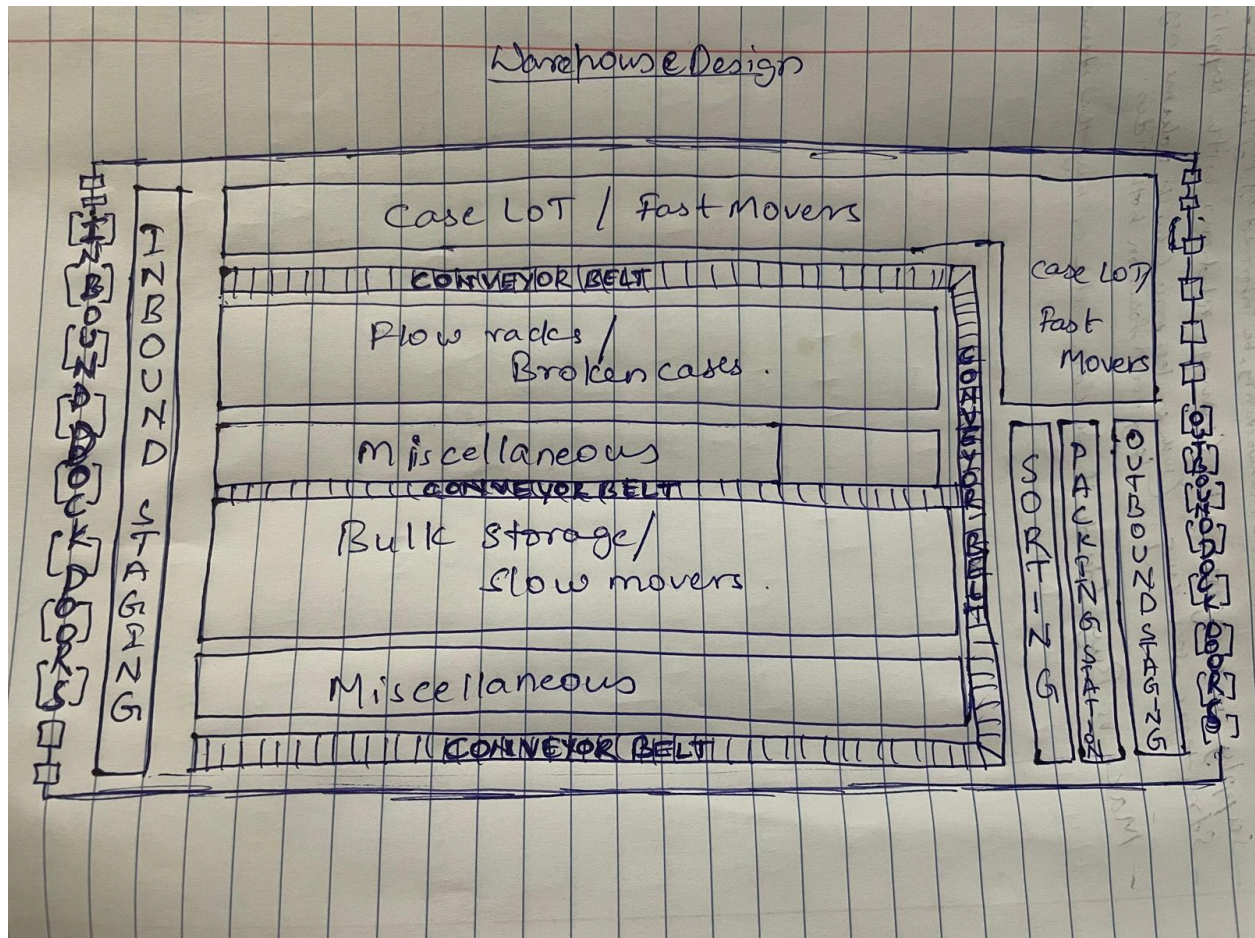 Warehouse Design
INBOUND DOCK DOORS
INBOUND STAGING
Case LOT / Fast Movers
CONVEYOR BELT
Flow racks /
Broken cases.
Miscellaneous
CONVEYOR BELT
Bulk Storage/
Slow movers.
Miscellaneous
CONVEYOR BELT
CONVEYOR BELT
Case LOT/
Fast
Movers
SORTING
PACKING STATION
OUTBOUND STAGING
OUTBOUND DOCK DOORS